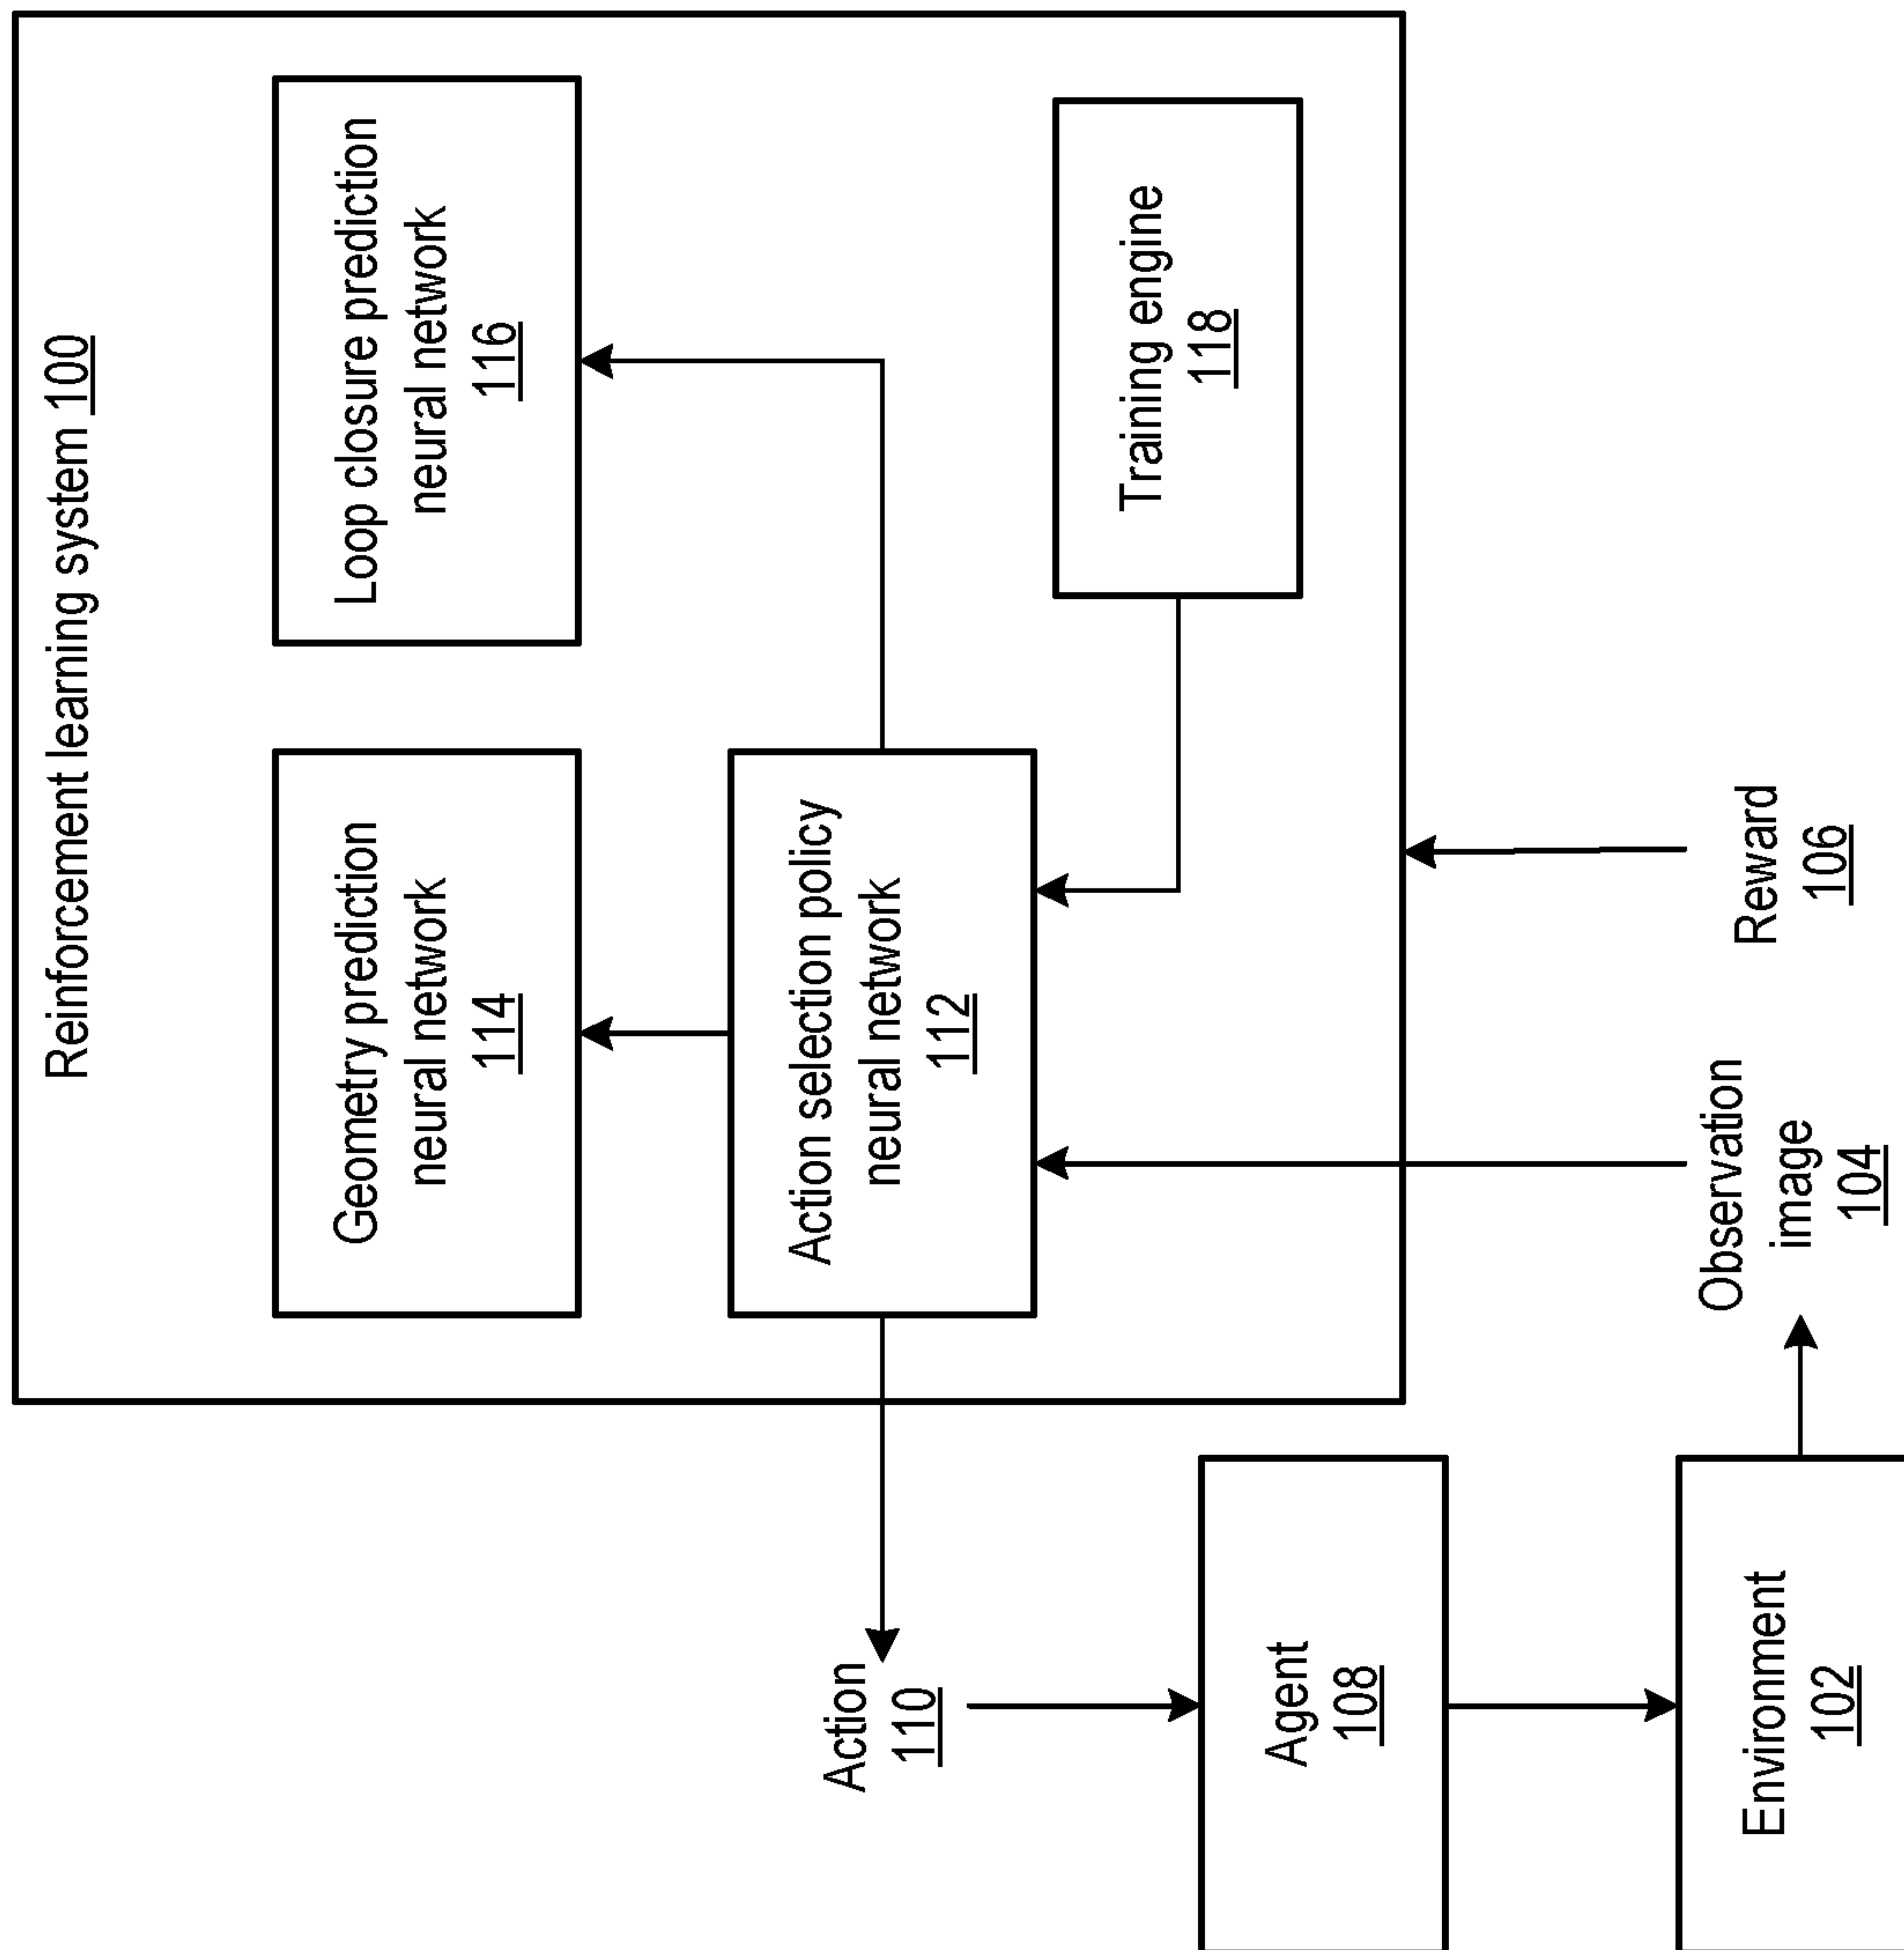 Reinforcement learning system 100
Geometry prediction
neural network
114
Loop closure prediction
neural network
116
Action selection policy
neural network
112
Training engine
118
Action
110
Agent
108
Environment
102
Observation
image
104
Reward
106